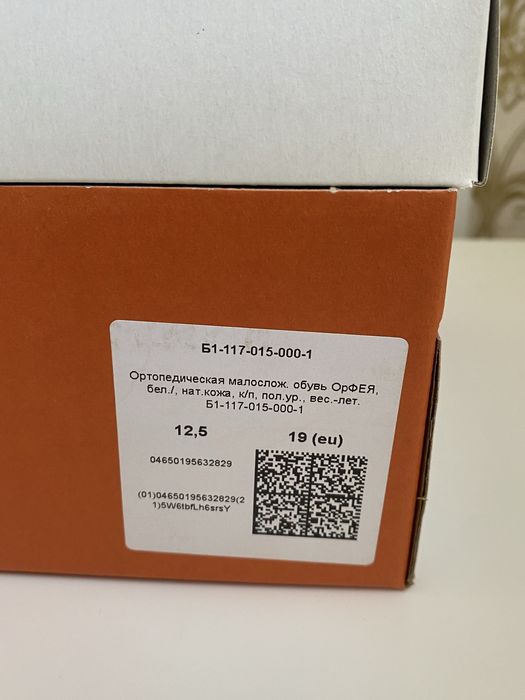 Б1-117-015-000-1
Ортопедическая малослож. обувь ОрФЕЯ,
бел./, нат.кожа, к/п, пол.ур., вес.-лет.
Б1-117-015-000-1
12,5 19 (eu)
04650195632829
(01)04650195632829(2
1)5W6tbfLh6srsY